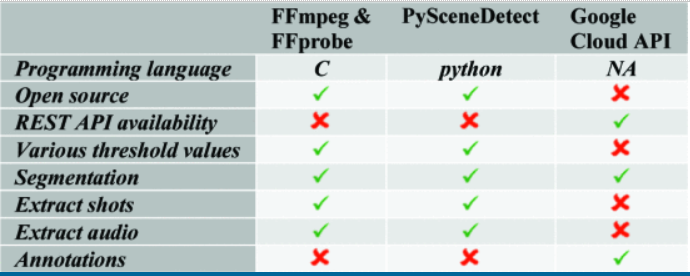 FFmpeg & PySceneDetect Google
FFprobe Cloud API
Programming language C python NA
Open source ✓ ✓ ✗
REST API availability ✗ ✗ ✓
Various threshold values ✓ ✓ ✗
Segmentation ✓ ✓ ✓
Extract shots ✓ ✓ ✗
Extract audio ✓ ✓ ✗
Annotations ✗ ✗ ✓